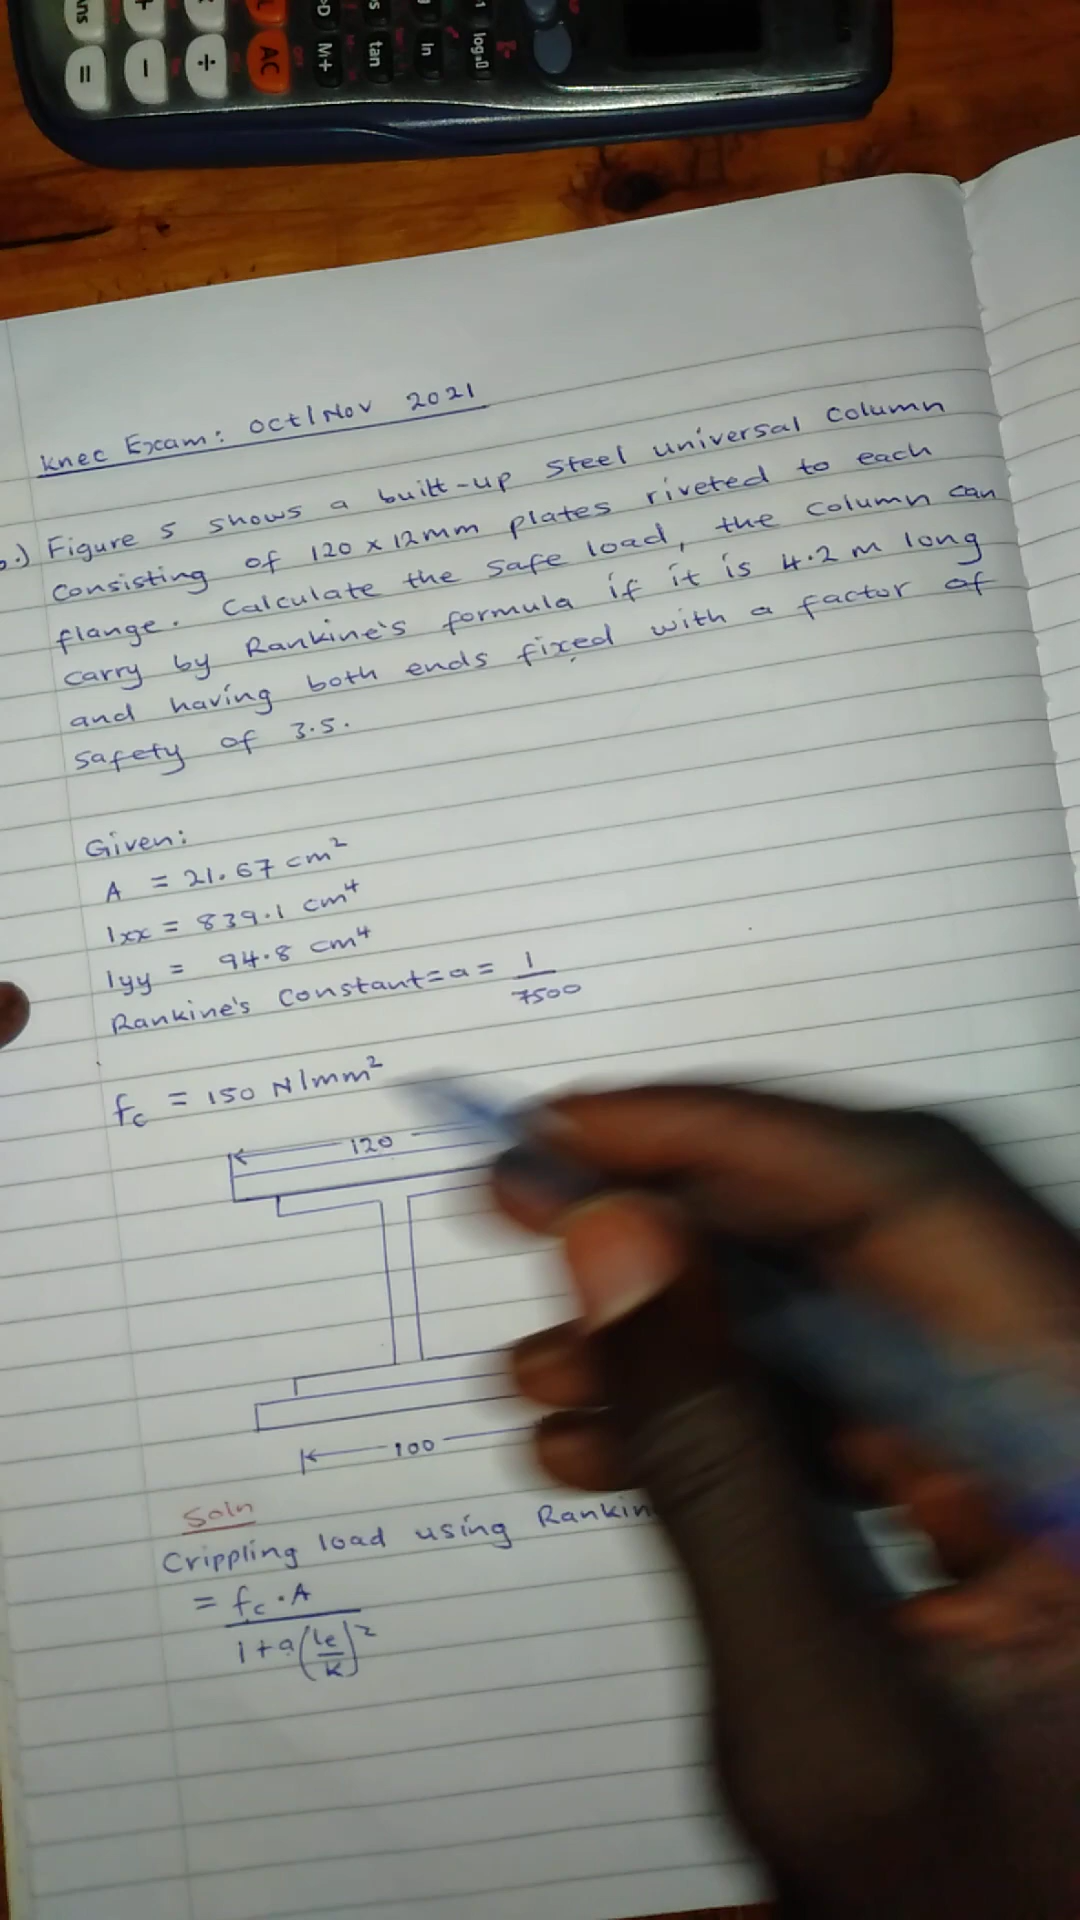 Ans
=
+
−
÷
AC
M+
tan
ln
log
knec Exam: oct/Nov 2021
b.) Figure 5 shows a built-up steel universal column
consisting of 120 x 12mm plates riveted to each
flange. Calculate the safe load, the column can
carry by Rankine's formula if it is 4.2 m long
and having both ends fixed with a factor of
safety of 3.5.
Given:
A = 21.67 cm²
Ixx = 839.1 cm⁴
Iyy = 94.8 cm⁴
Rankine's constant = a = 1/7500
fc = 150 N/mm²
120
100
Soln
Crippling load using Rankin
= fc · A
1 + a (le/k)²